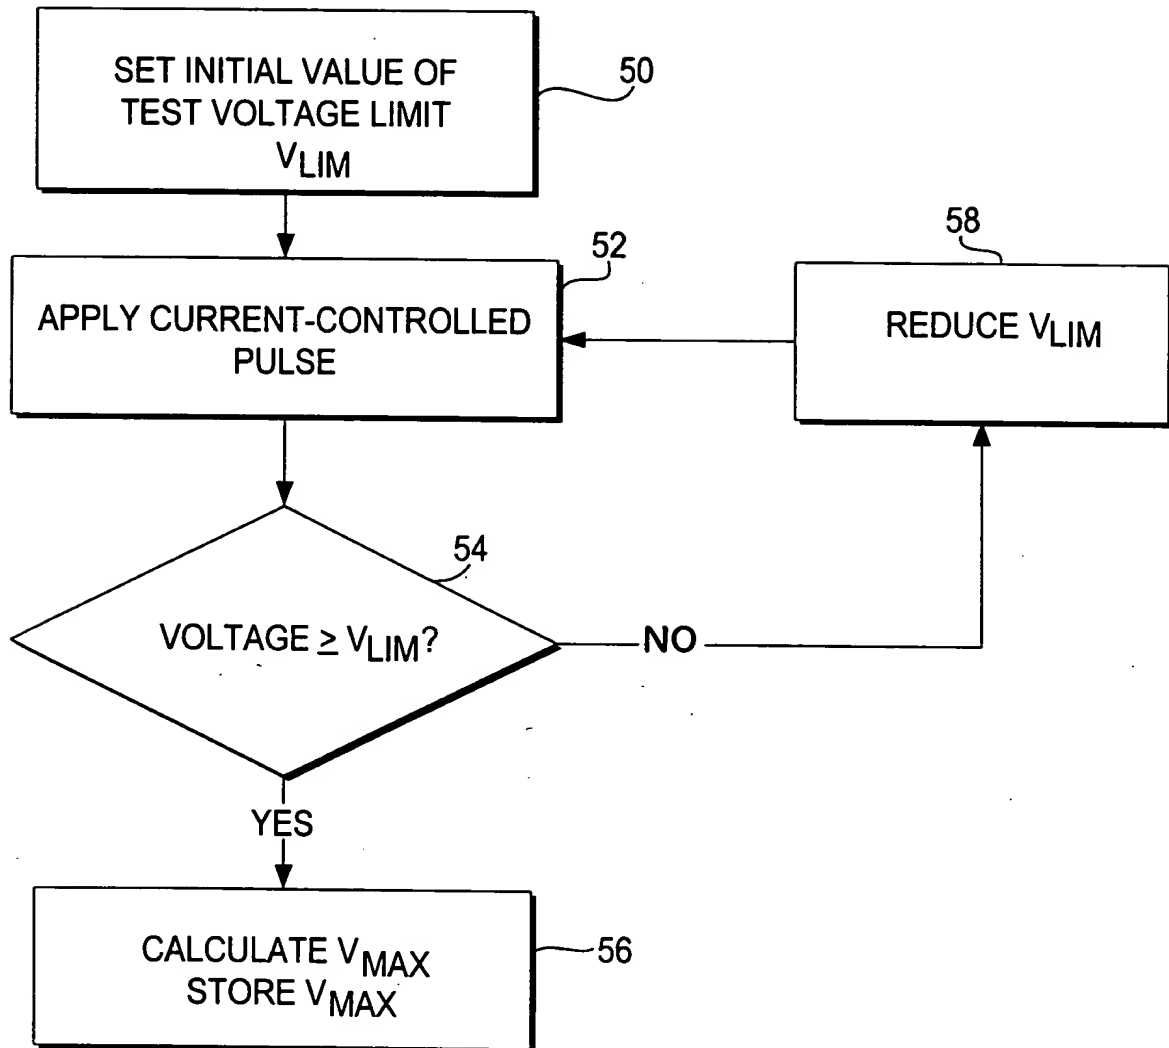 SET INITIAL VALUE OF
TEST VOLTAGE LIMIT
VLIM
50
APPLY CURRENT-CONTROLLED
PULSE
52
REDUCE VLIM
58
VOLTAGE ≥ VLIM?
54
NO
YES
CALCULATE VMAX
STORE VMAX
56